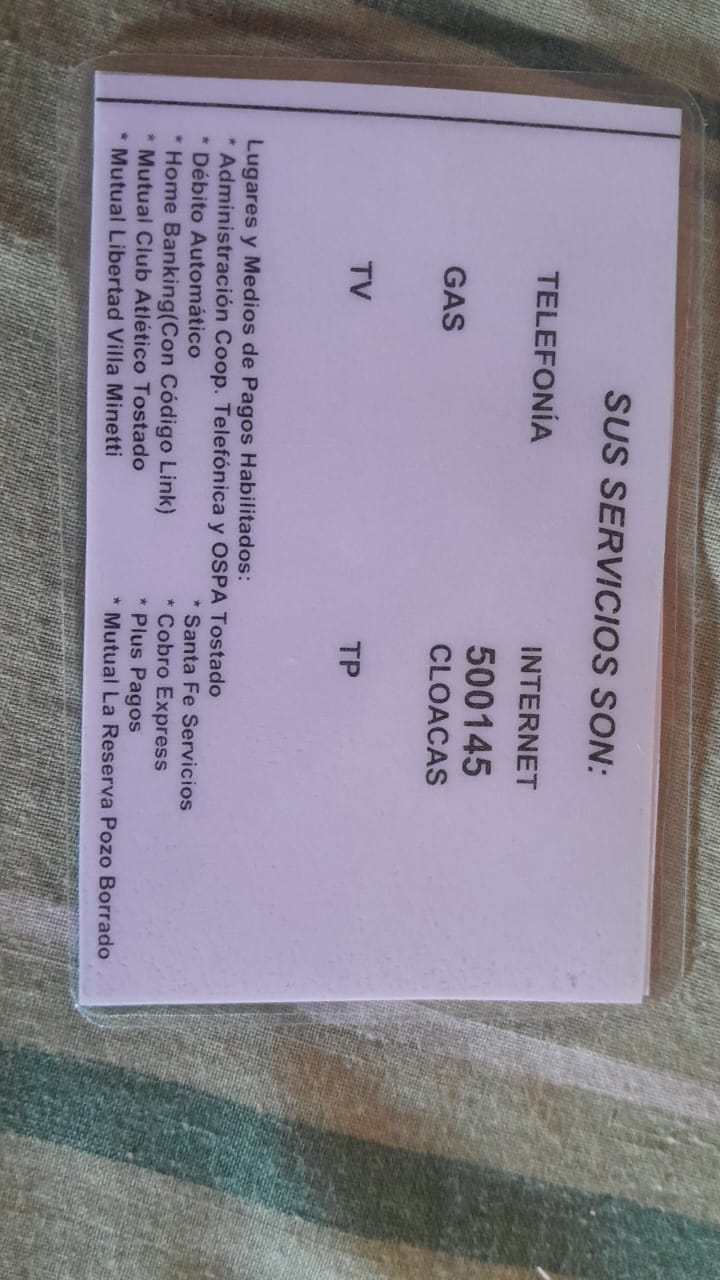 SUS SERVICIOS SON:
TELEFONÍA INTERNET
500145
GAS CLOACAS
TV TP
Lugares y Medios de Pagos Habilitados:
* Administración Coop. Telefónica y OSPA Tostado
* Débito Automático * Santa Fe Servicios
* Home Banking(Con Código Link) * Cobro Express
* Mutual Club Atlético Tostado * Plus Pagos
* Mutual Libertad Villa Minetti * Mutual La Reserva Pozo Borrado